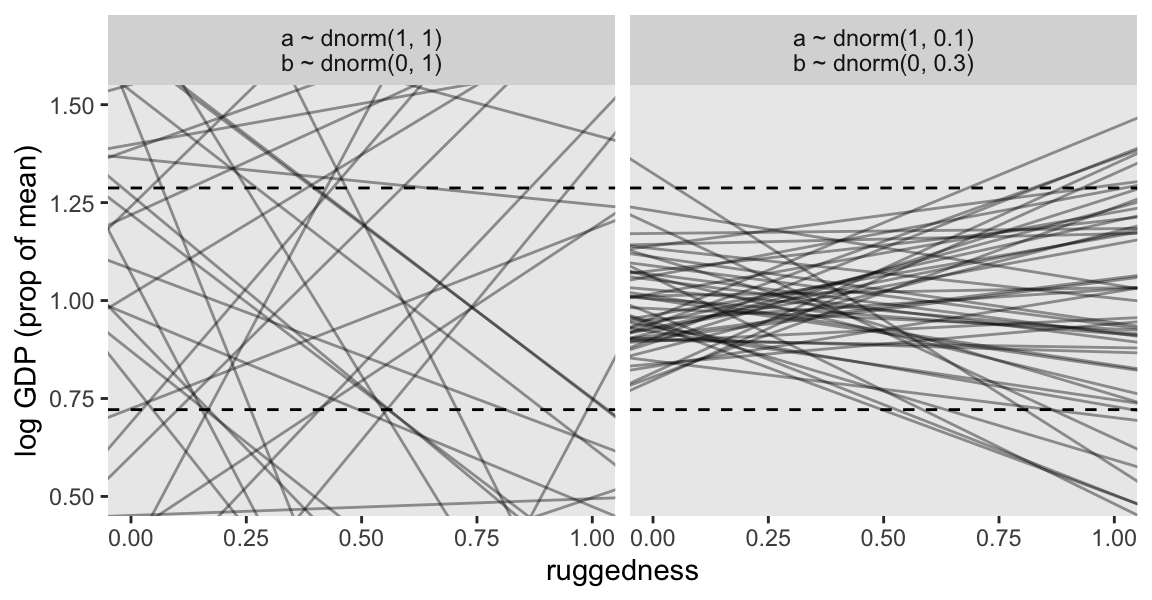 a ~ dnorm(1, 1)
b ~ dnorm(0, 1)
a ~ dnorm(1, 0.1)
b ~ dnorm(0, 0.3)
log GDP (prop of mean)
1.50
1.25
1.00
0.75
0.50
0.00 0.25 0.50 0.75 1.00
0.00 0.25 0.50 0.75 1.00
ruggedness